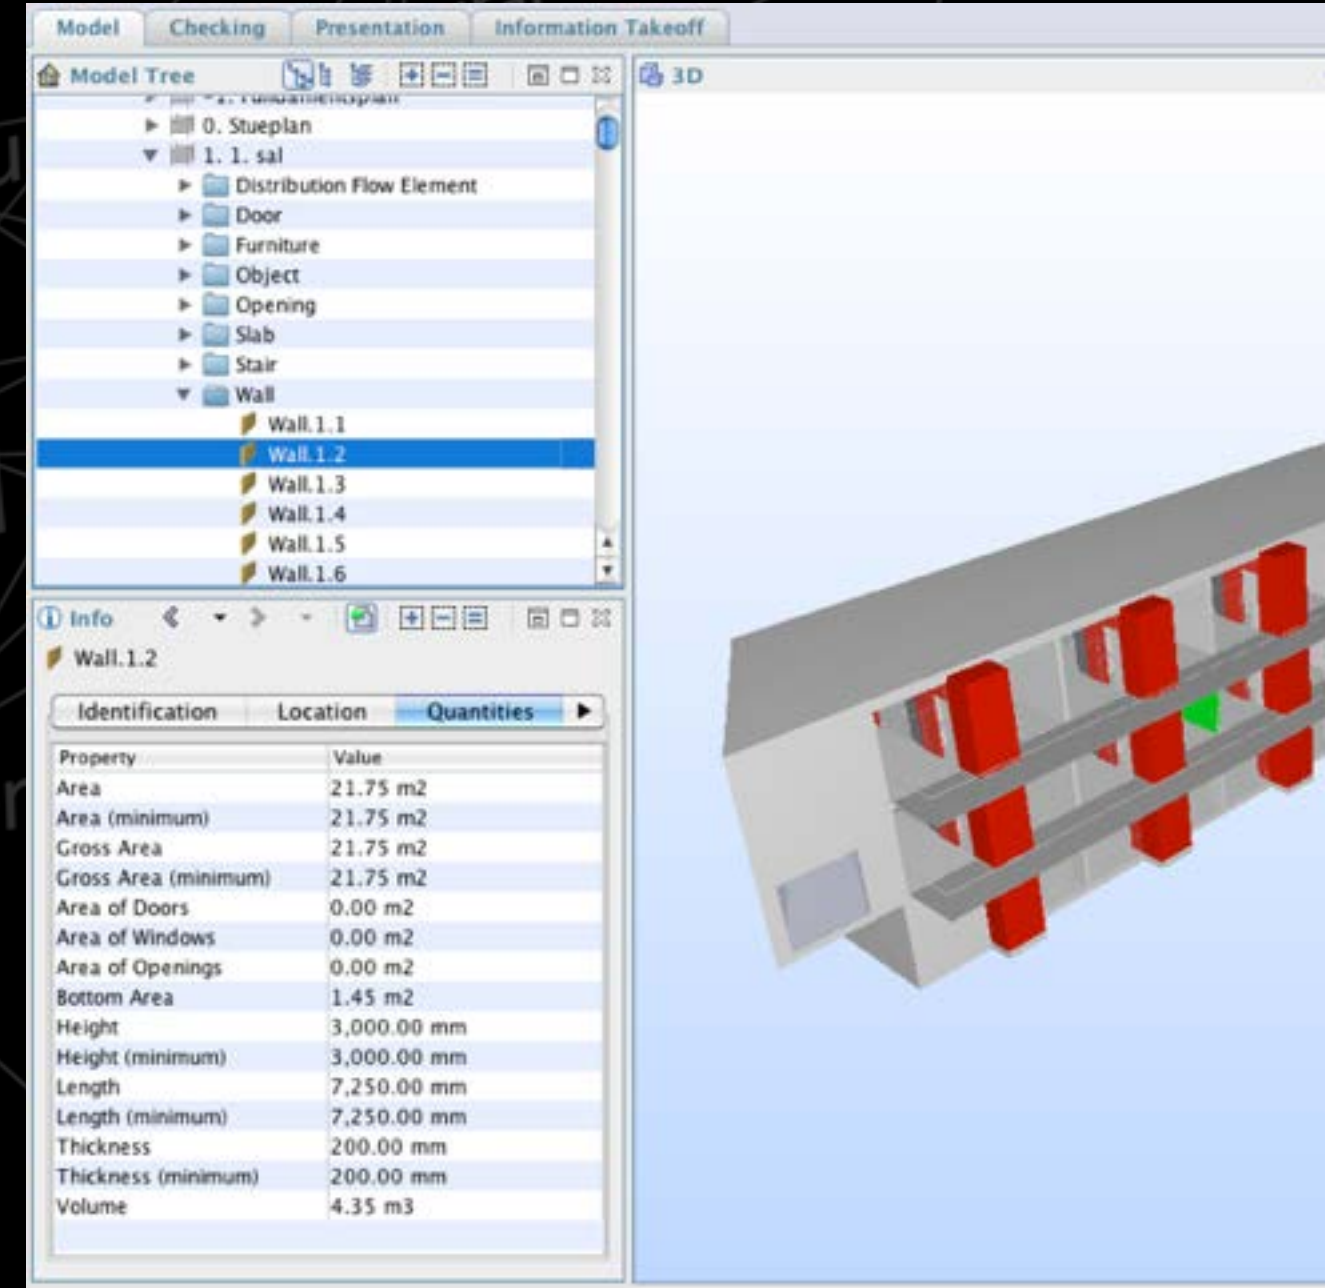 Model Checking Presentation Information Takeoff
Model Tree
-1. Fundamentsplan
0. Stueplan
1. 1. sal
Distribution Flow Element
Door
Furniture
Object
Opening
Slab
Stair
Wall
Wall.1.1
Wall.1.2
Wall.1.3
Wall.1.4
Wall.1.5
Wall.1.6
Info
Wall.1.2
Identification Location Quantities
Property Value
Area 21.75 m2
Area (minimum) 21.75 m2
Gross Area 21.75 m2
Gross Area (minimum) 21.75 m2
Area of Doors 0.00 m2
Area of Windows 0.00 m2
Area of Openings 0.00 m2
Bottom Area 1.45 m2
Height 3,000.00 mm
Height (minimum) 3,000.00 mm
Length 7,250.00 mm
Length (minimum) 7,250.00 mm
Thickness 200.00 mm
Thickness (minimum) 200.00 mm
Volume 4.35 m3
3D